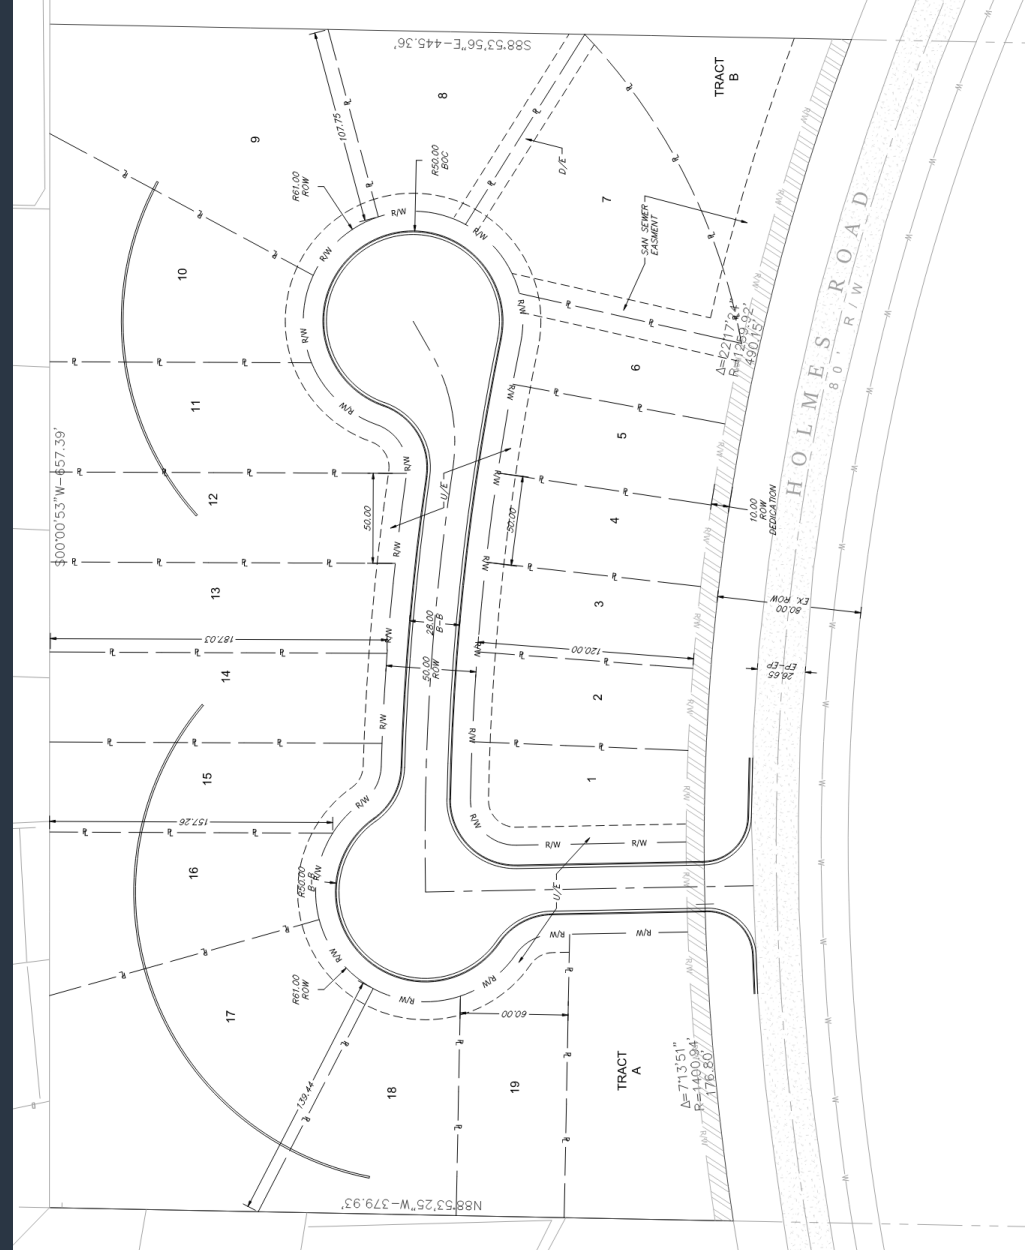 S88°53'56"E-445.36'
TRACT
B
8
9
107.75
R50.00
BOC
R61.00
ROW
D/E
7
SAN SEWER
EASMENT
10
R/W
R/W
R/W
R/W
R/W
R/W
HOLMES ROAD
80' R/W
Δ=22°17'24"
R=1259.92'
490.15'
6
11
5
S00°00'53"W-657.39'
R/W
R/W
R/W
R/W
12
U/E
50.00
50.00
4
10.00
ROW
DEDICATION
R/W
R/W
13
3
28.00
B-B
80.00
EX. ROW
187.03
R/W
R/W
120.00
50.00
ROW
26.65
EP-EP
14
2
R/W
R/W
15
1
R/W
R/W
157.26
R/W
R/W
16
R50.00
B-B
R/W
U/E
R/W
R/W
R/W
R61.00
ROW
R/W
R/W
17
60.00
139.44
18
19
TRACT
A
Δ=7°13'51"
R=1400.94'
176.80'
N88°53'25"W-379.93'